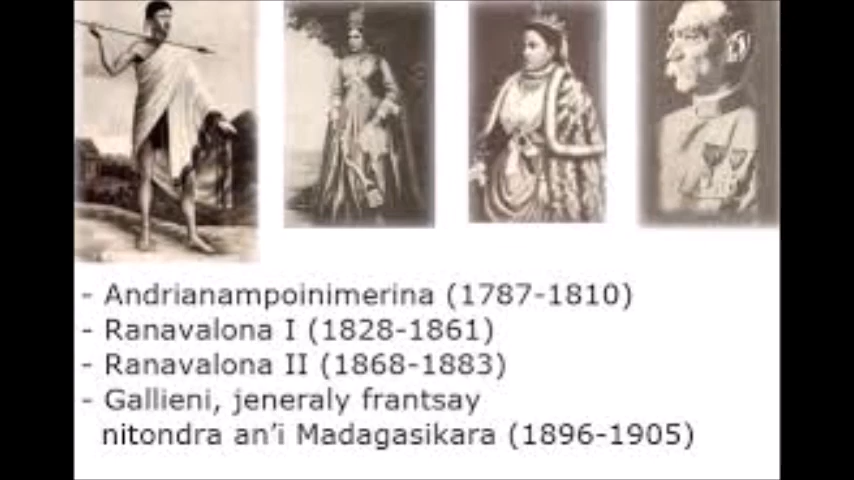 - Andrianampoinimerina (1787-1810)
- Ranavalona I (1828-1861)
- Ranavalona II (1868-1883)
- Gallieni, jeneraly frantsay
nitondra an'i Madagasikara (1896-1905)